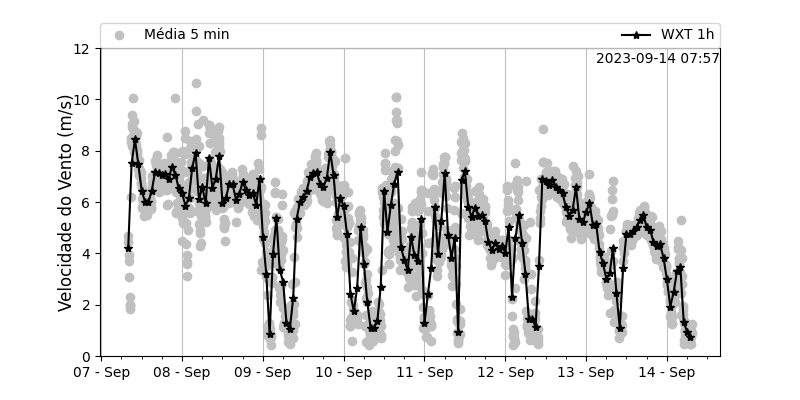 Média 5 min
WXT 1h
2023-09-14 07:57
Velocidade do Vento (m/s)
12
10
8
6
4
2
0
07 - Sep
08 - Sep
09 - Sep
10 - Sep
11 - Sep
12 - Sep
13 - Sep
14 - Sep